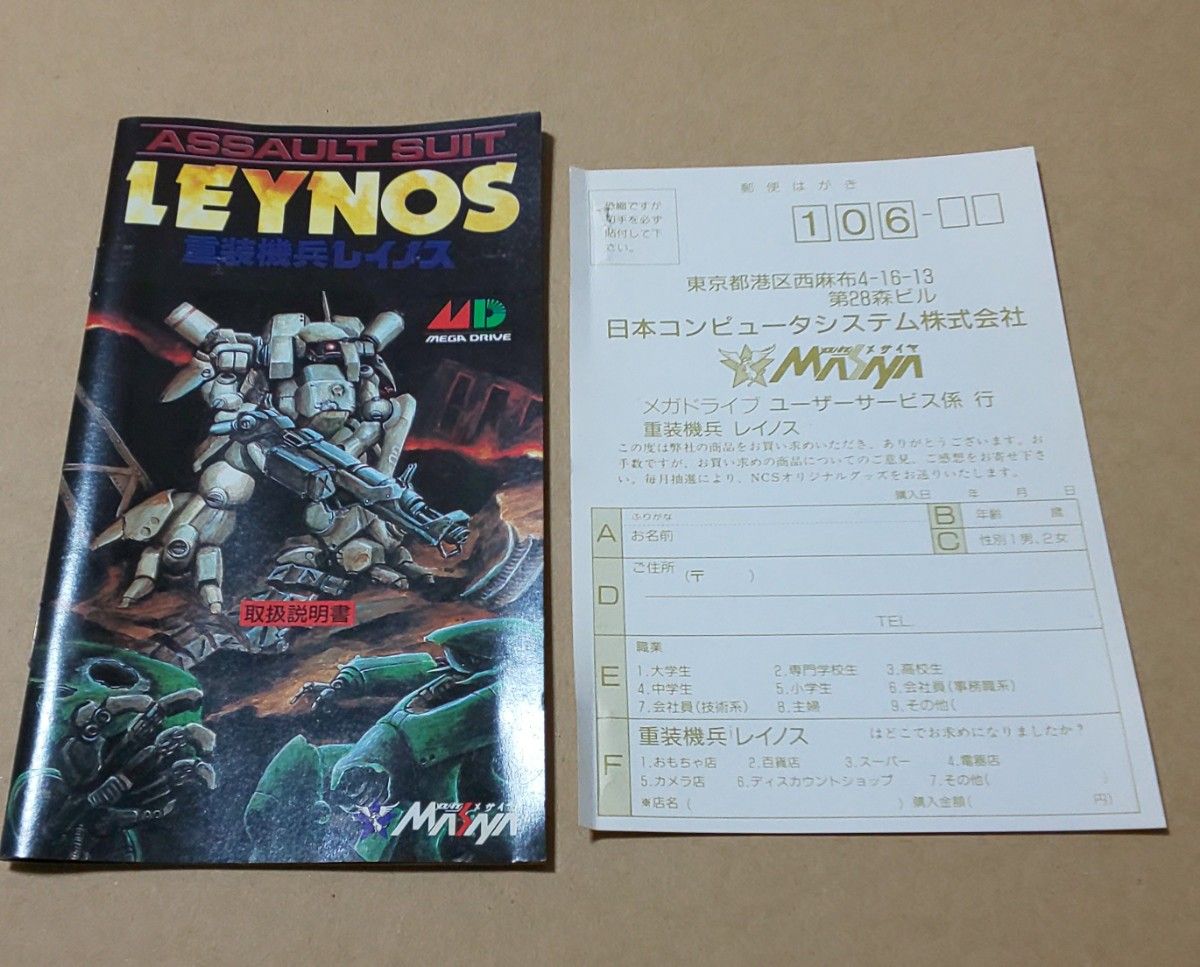 ASSAULT SUIT
LEYNOS
重装機兵レイノス
MD
MEGA DRIVE
取扱説明書
メサイヤ
MASAYA
郵便はがき
恐縮ですが
切手を必ず
貼付して下
さい。
106-
東京都港区西麻布4-16-13
第28森ビル
日本コンピュータシステム株式会社
メサイヤ
MASAYA
メガドライブ ユーザーサービス係 行
重装機兵 レイノス
この度は弊社の商品をお買い求めいただき、ありがとうございます。お
手数ですが、お買い求めの商品についてのご意見、ご感想をお寄せ下さ
い。毎月抽選により、NCSオリジナルグッズをお送りいたします。
購入日 年 月 日
A ふりがな
お名前
B 年齢 歳
C 性別 1男、2女
D ご住所 (〒 )
TEL.
E 職業
1.大学生 2.専門学校生 3.高校生
4.中学生 5.小学生 6.会社員(事務職系)
7.会社員(技術系) 8.主婦 9.その他(
F 重装機兵 レイノス はどこでお求めになりましたか?
1.おもちゃ店 2.百貨店 3.スーパー 4.電器店
5.カメラ店 6.ディスカウントショップ 7.その他( )
※店名( ) 購入金額( 円)